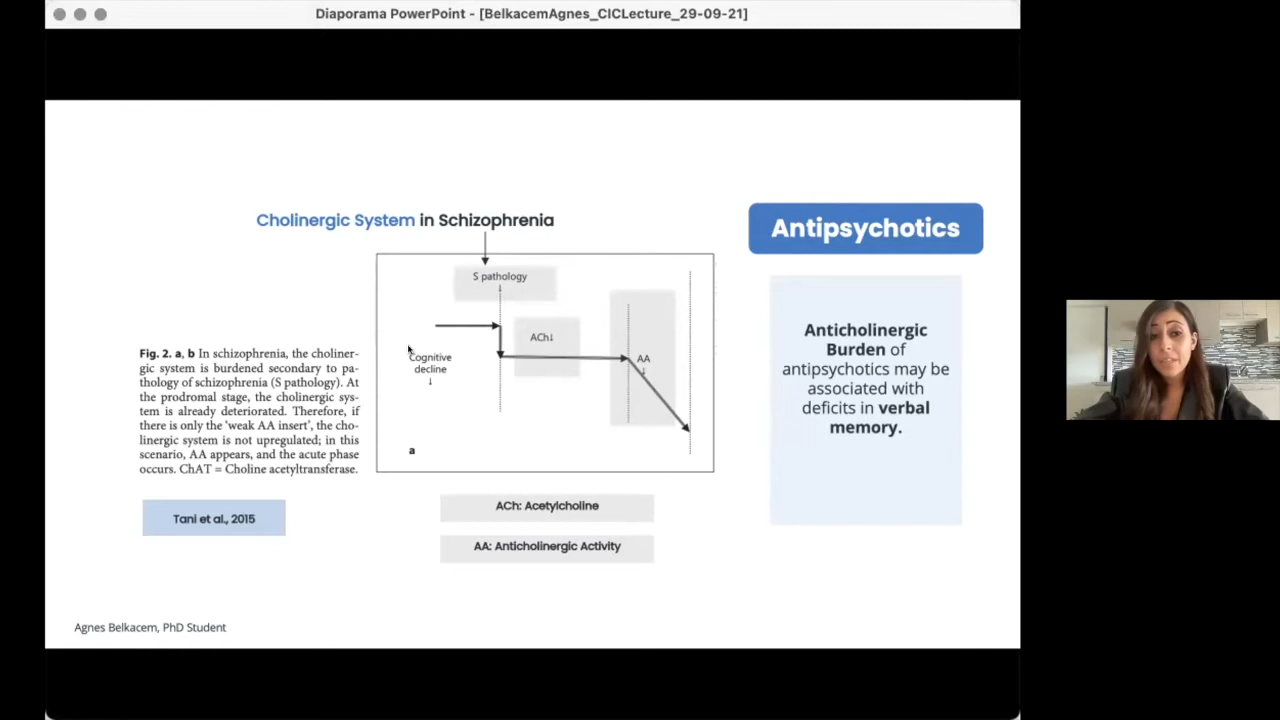 Diaporama PowerPoint - [BelkacemAgnes_CICLecture_29-09-21]
Cholinergic System in Schizophrenia
Fig. 2. a, b In schizophrenia, the choliner-
gic system is burdened secondary to pa-
thology of schizophrenia (S pathology). At
the prodromal stage, the cholinergic sys-
tem is already deteriorated. Therefore, if
there is only the ‘weak AA insert’, the cho-
linergic system is not upregulated; in this
scenario, AA appears, and the acute phase
occurs. ChAT = Choline acetyltransferase.
Tani et al., 2015
S pathology
↓
ACh↓
Cognitive
decline
↓
AA
↓
a
ACh: Acetylcholine
AA: Anticholinergic Activity
Antipsychotics
Anticholinergic
Burden of
antipsychotics may be
associated with
deficits in verbal
memory.
Agnes Belkacem, PhD Student